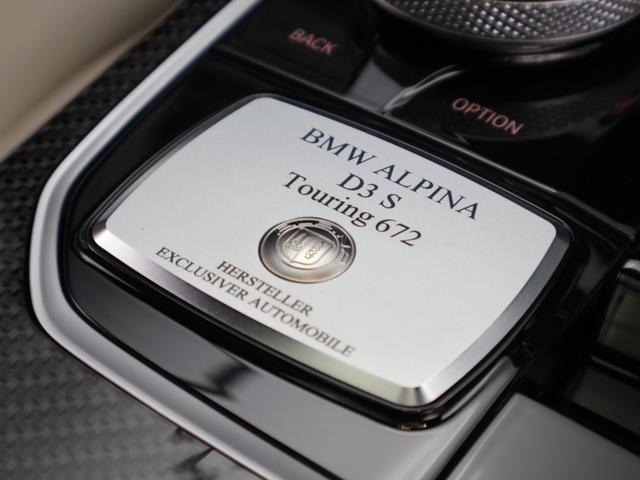 BACK
OPTION
BMW ALPINA
D3 S
Touring 672
HERSTELLER
EXCLUSIVER AUTOMOBILE